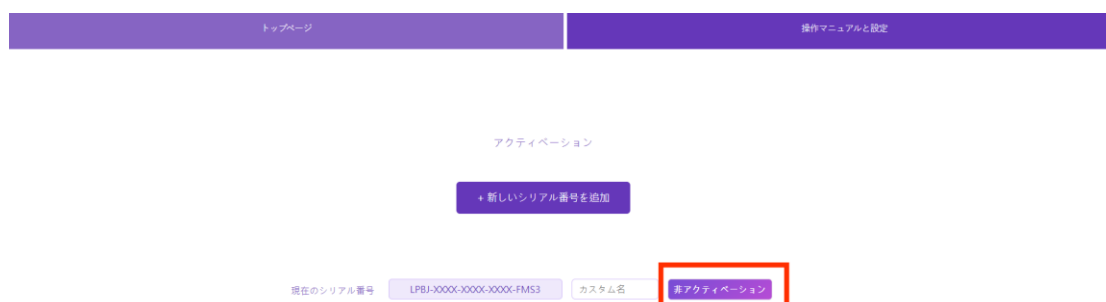 トップページ
操作マニュアルと設定
アクティベーション
+ 新しいシリアル番号を追加
現在のシリアル番号 LPBJ-XXXX-XXXX-XXXX-FMS3 カスタム名 非アクティベーション